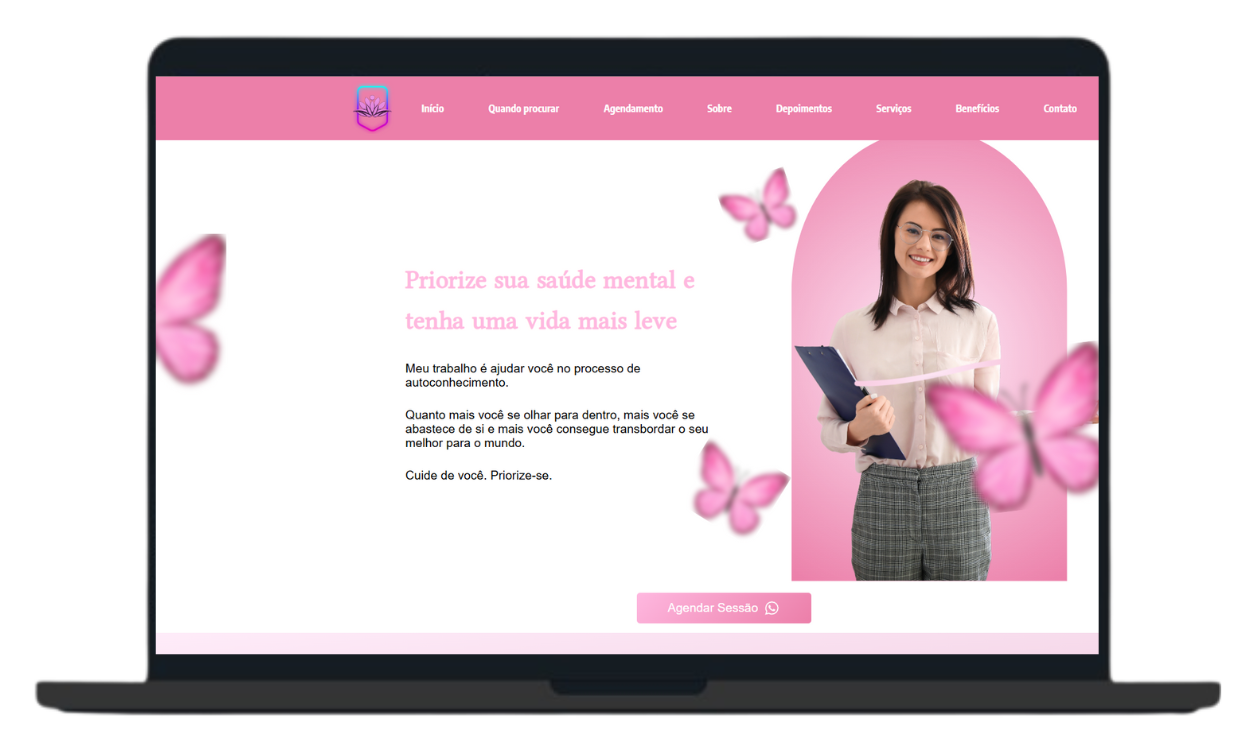 Início Quando procurar Agendamento Sobre Depoimentos Serviços Benefícios Contato
Priorize sua saúde mental e
tenha uma vida mais leve
Meu trabalho é ajudar você no processo de
autoconhecimento.
Quanto mais você se olhar para dentro, mais você se
abastece de si e mais você consegue transbordar o seu
melhor para o mundo.
Cuide de você. Priorize-se.
Agendar Sessão